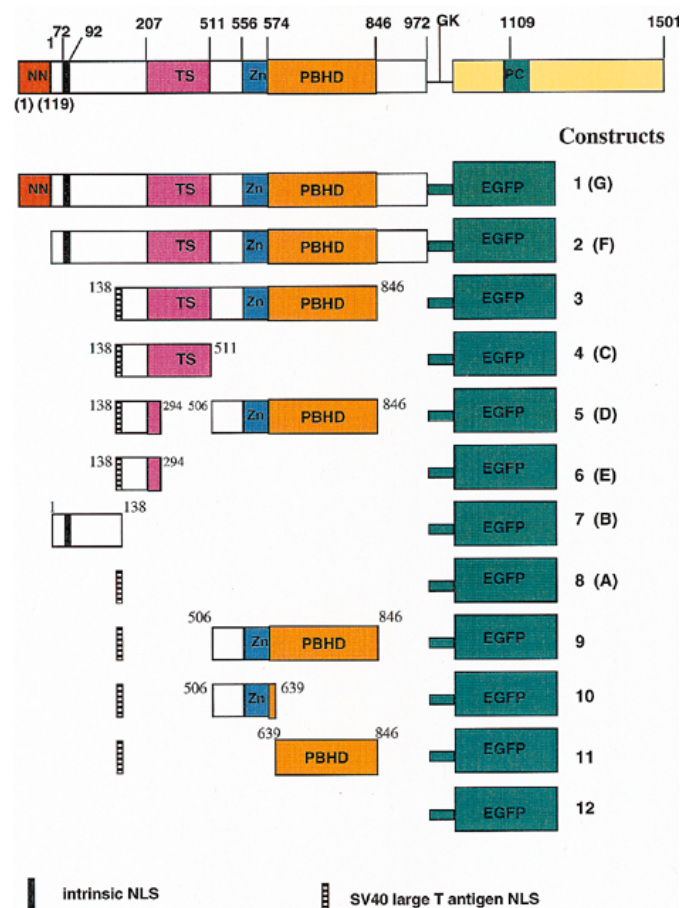 207 511 556 574 846 972 GK 1109 1501
1 72 92
NN TS Zn PBHD PC
(1) (119)
Constructs
NN TS Zn PBHD EGFP 1 (G)
TS Zn PBHD EGFP 2 (F)
138 TS Zn PBHD 846 EGFP 3
138 TS 511 EGFP 4 (C)
138 294 506 Zn PBHD 846 EGFP 5 (D)
138 294 EGFP 6 (E)
1 138 EGFP 7 (B)
EGFP 8 (A)
506 Zn PBHD 846 EGFP 9
506 Zn 639 EGFP 10
639 PBHD 846 EGFP 11
EGFP 12
intrinsic NLS SV40 large T antigen NLS